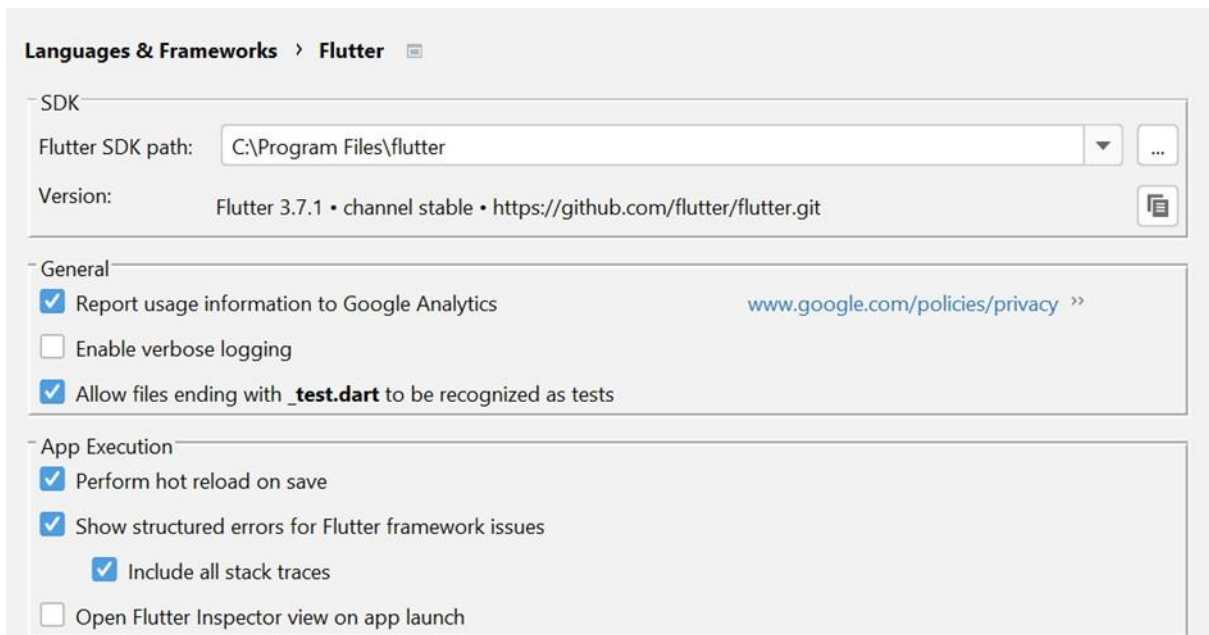 Languages & Frameworks › Flutter
SDK
Flutter SDK path: C:\Program Files\flutter ...
Version: Flutter 3.7.1 • channel stable • https://github.com/flutter/flutter.git
General
Report usage information to Google Analytics www.google.com/policies/privacy ››
Enable verbose logging
Allow files ending with _test.dart to be recognized as tests
App Execution
Perform hot reload on save
Show structured errors for Flutter framework issues
Include all stack traces
Open Flutter Inspector view on app launch